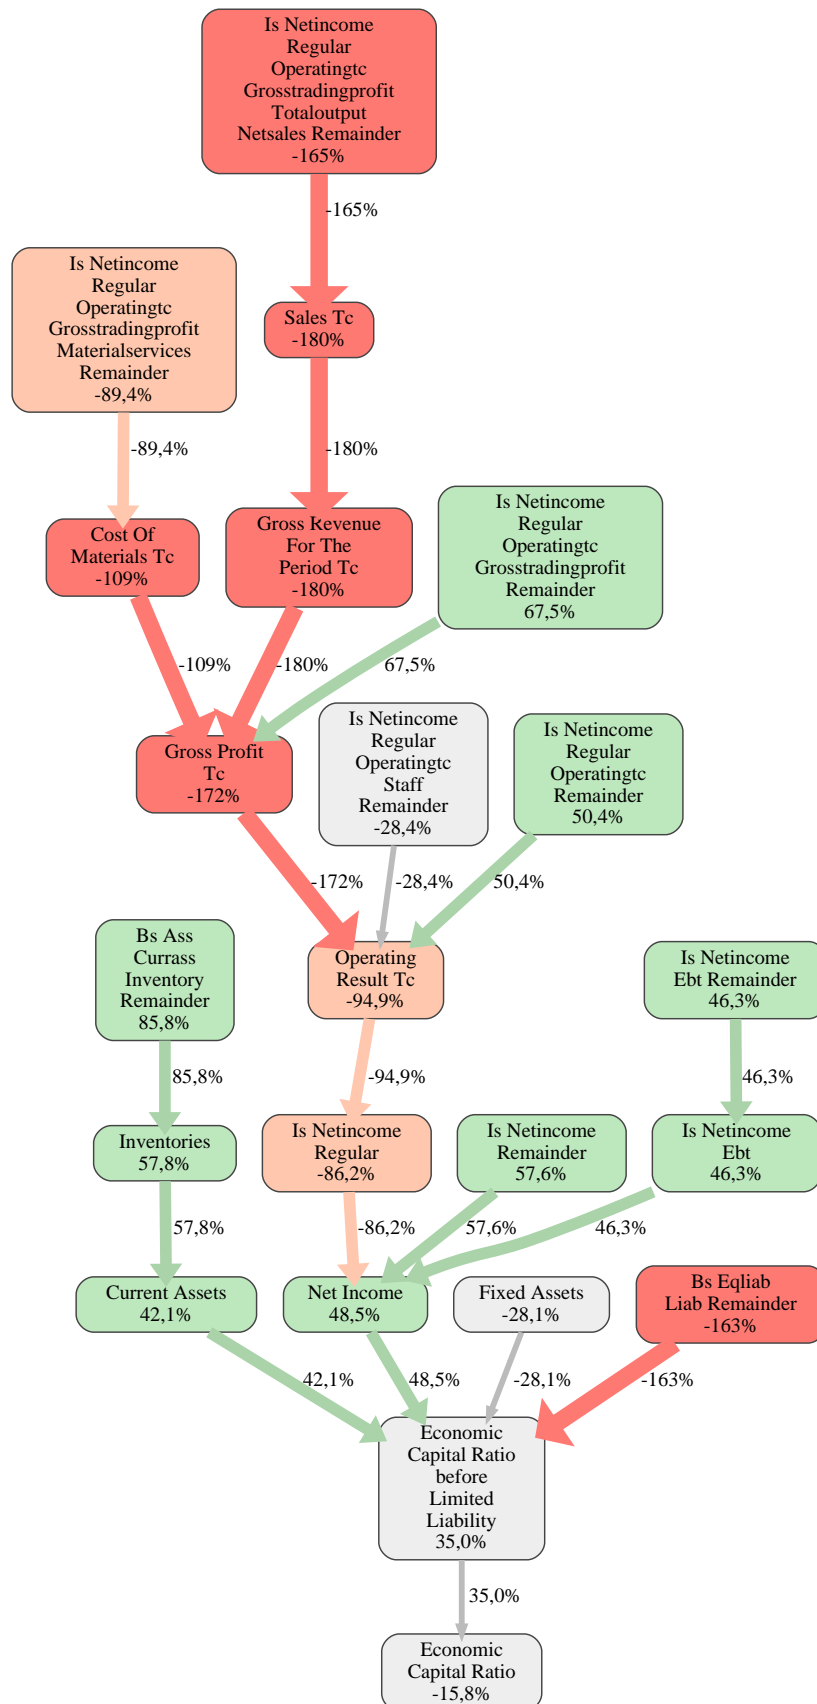 Is Netincome
Regular
Operatingtc
Grosstradingprofit
Totaloutput
Netsales Remainder
-165%
-165%
Is Netincome
Regular
Operatingtc
Grosstradingprofit
Materialservices
Remainder
-89,4%
Sales Tc
-180%
-89,4%
-180%
Is Netincome
Regular
Operatingtc
Grosstradingprofit
Remainder
67,5%
Cost Of
Materials Tc
-109%
Gross Revenue
For The
Period Tc
-180%
-109%
-180%
67,5%
Gross Profit
Tc
-172%
Is Netincome
Regular
Operatingtc
Staff
Remainder
-28,4%
Is Netincome
Regular
Operatingtc
Remainder
50,4%
-172%
-28,4%
50,4%
Bs Ass
Currass
Inventory
Remainder
85,8%
Operating
Result Tc
-94,9%
Is Netincome
Ebt Remainder
46,3%
85,8%
-94,9%
46,3%
Inventories
57,8%
Is Netincome
Regular
-86,2%
Is Netincome
Remainder
57,6%
Is Netincome
Ebt
46,3%
57,8%
-86,2%
57,6%
46,3%
Current Assets
42,1%
Net Income
48,5%
Fixed Assets
-28,1%
Bs Eqliab
Liab Remainder
-163%
42,1%
48,5%
-28,1%
-163%
Economic
Capital Ratio
before
Limited
Liability
35,0%
35,0%
Economic
Capital Ratio
-15,8%